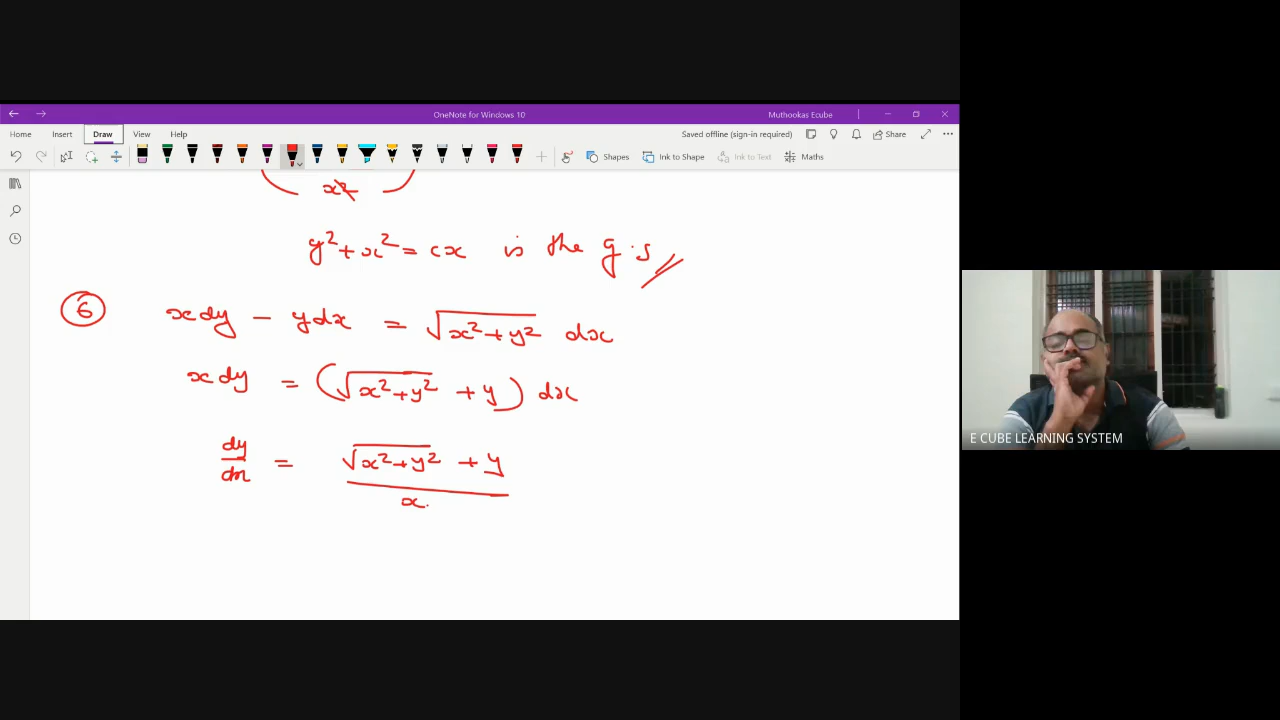 OneNote for Windows 10
Muthookas Ecube
Home Insert Draw View Help
Saved offline (sign-in required) Share
Shapes Ink to Shape Ink to Text Maths
x²
y² + x² = cx is the g.s //
6 x dy − y dx = √x² + y² dx
x dy = (√x² + y² + y) dx
dy/dx = √x² + y² + y / x
E CUBE LEARNING SYSTEM